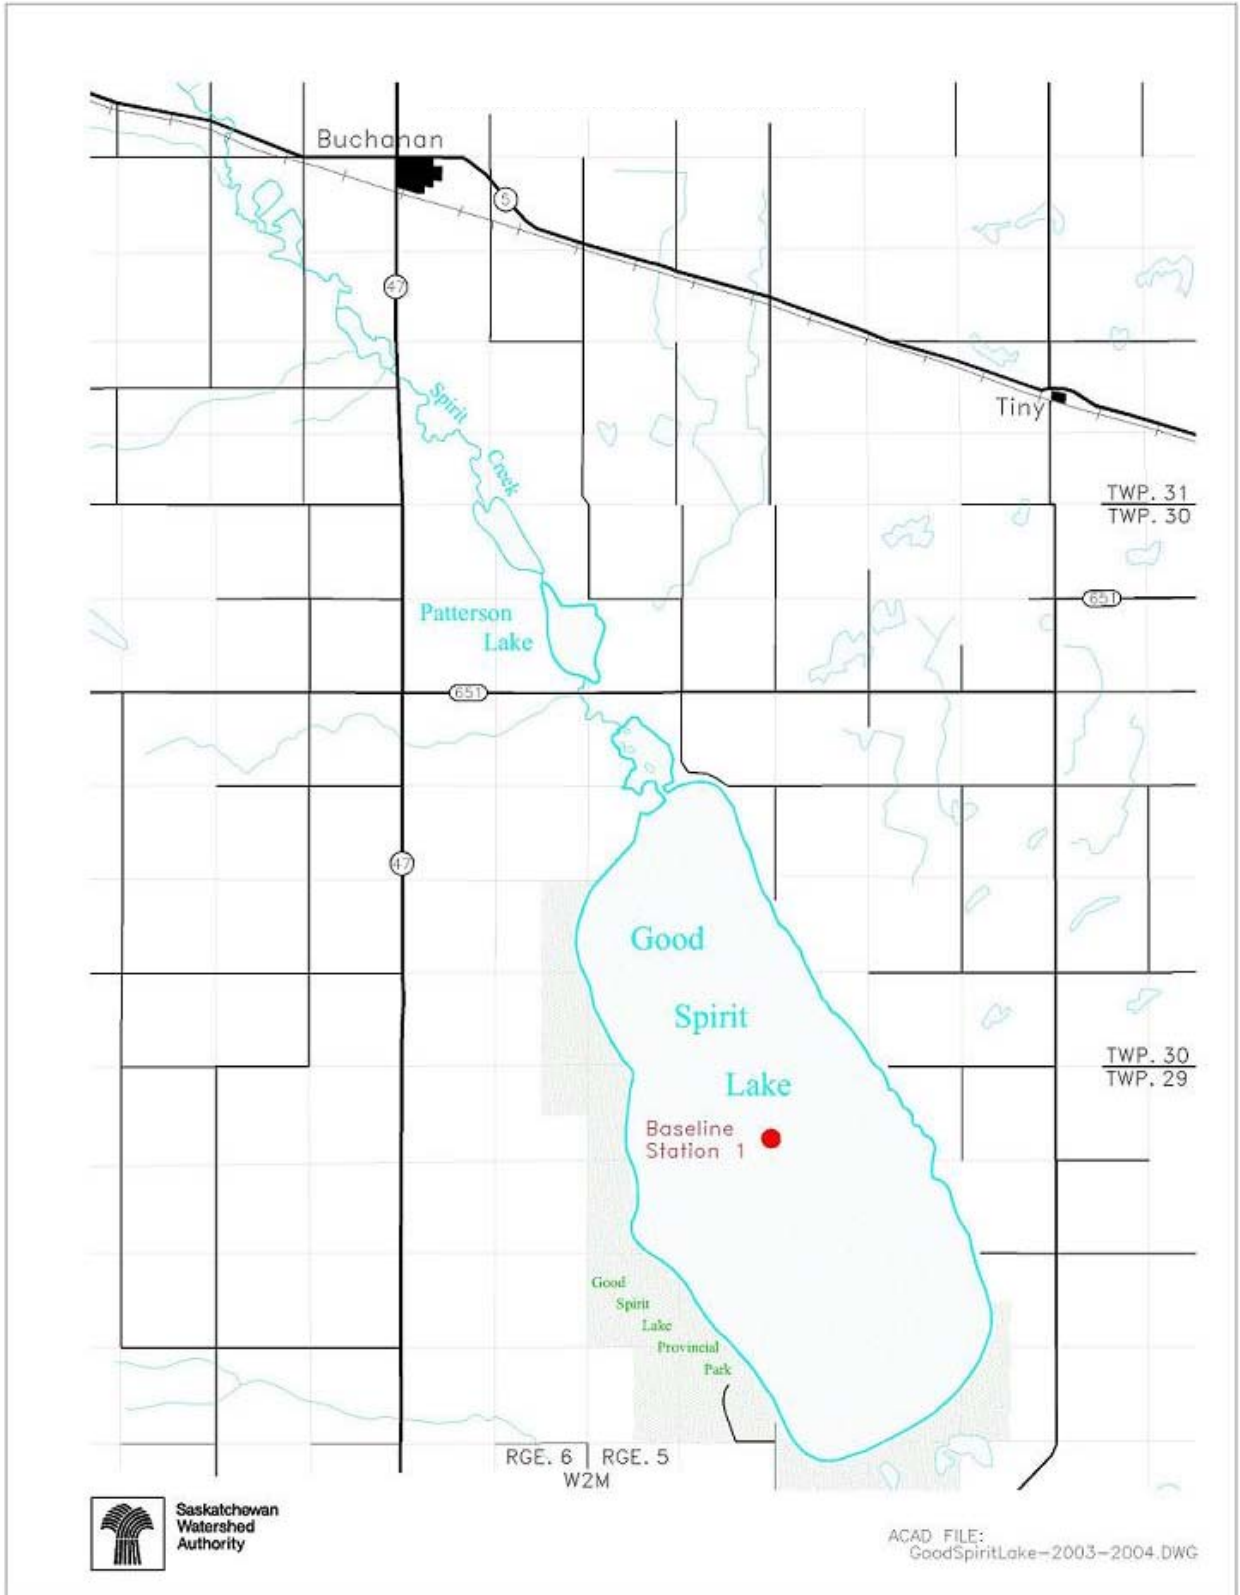 Buchanan
5
47
Spirit
Creek
Tiny
TWP. 31
TWP. 30
651
Patterson
Lake
651
47
Good
Spirit
Lake
TWP. 30
TWP. 29
Baseline
Station 1
Good
Spirit
Lake
Provincial
Park
RGE. 6 | RGE. 5
W2M
Saskatchewan
Watershed
Authority
ACAD FILE:
GoodSpiritLake-2003-2004.DWG